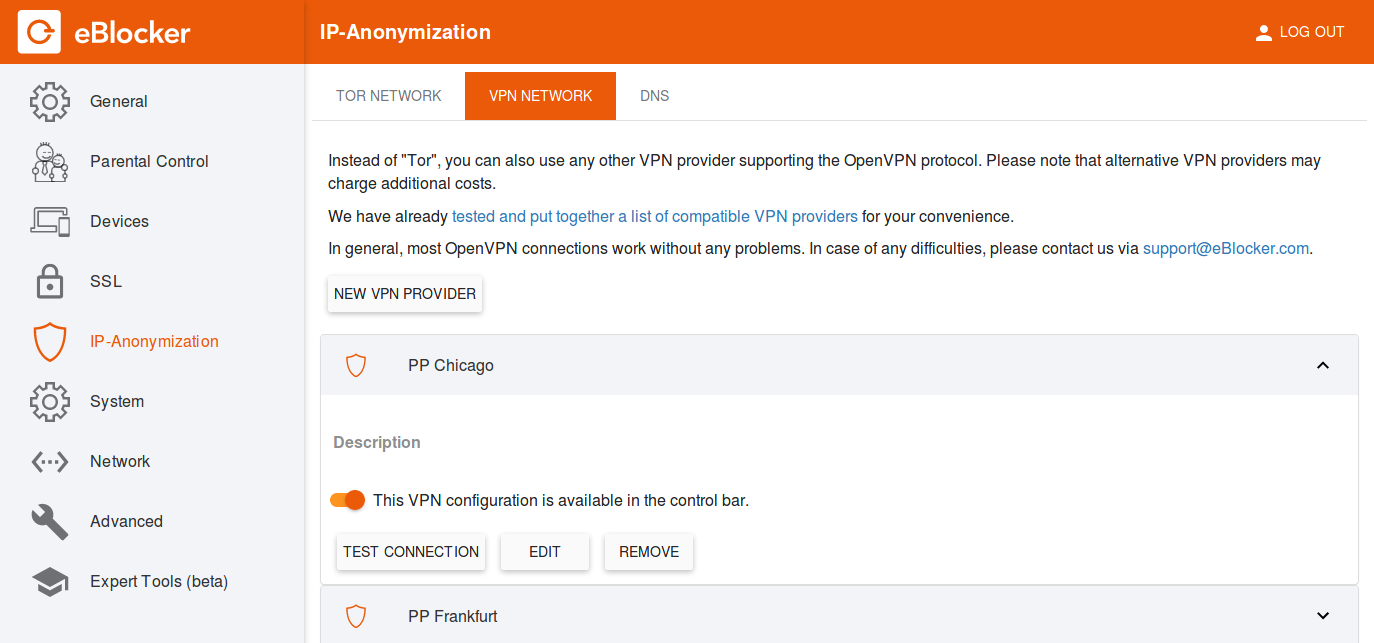 eBlocker
IP-Anonymization
LOG OUT
General
Parental Control
Devices
SSL
IP-Anonymization
System
Network
Advanced
Expert Tools (beta)
TOR NETWORK
VPN NETWORK
DNS
Instead of "Tor", you can also use any other VPN provider supporting the OpenVPN protocol. Please note that alternative VPN providers may
charge additional costs.
We have already tested and put together a list of compatible VPN providers for your convenience.
In general, most OpenVPN connections work without any problems. In case of any difficulties, please contact us via support@eBlocker.com.
NEW VPN PROVIDER
PP Chicago
Description
This VPN configuration is available in the control bar.
TEST CONNECTION
EDIT
REMOVE
PP Frankfurt